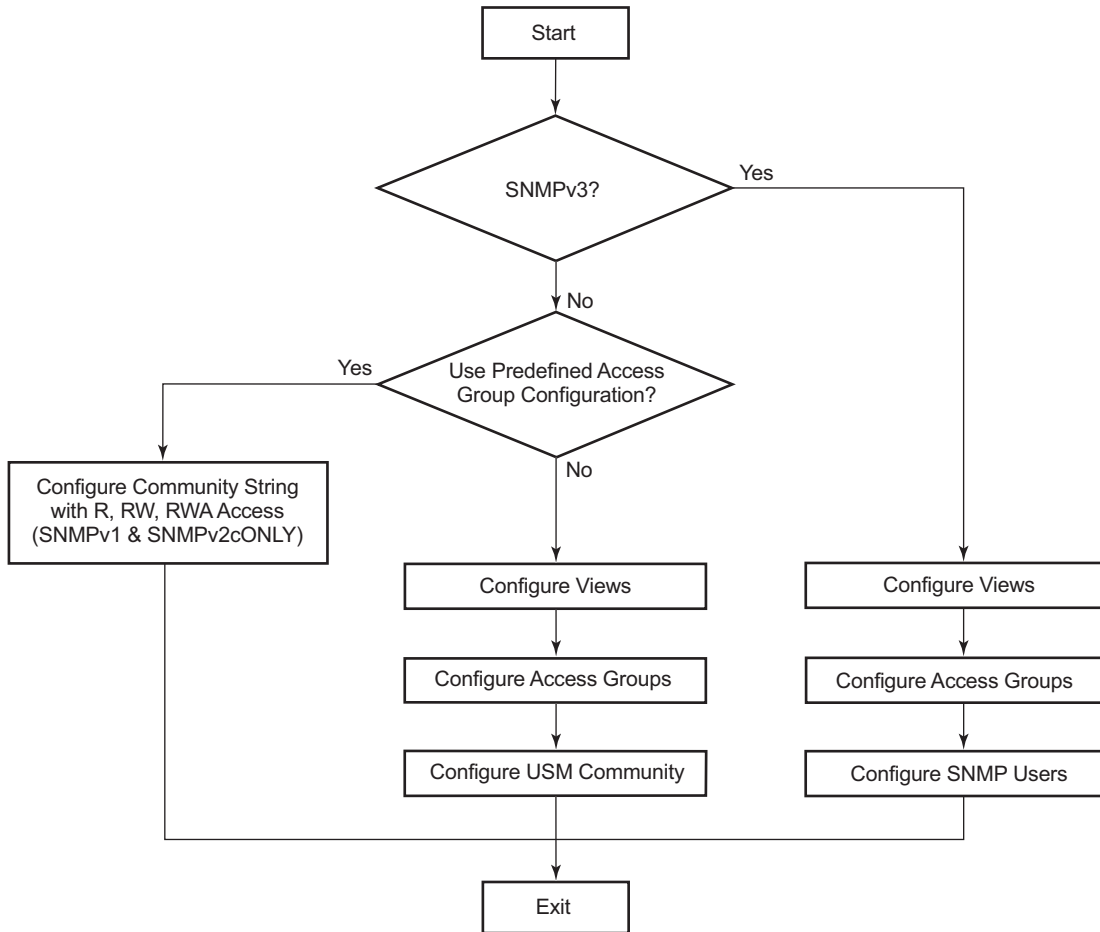 Start
SNMPv3?
Yes
No
Yes
Use Predefined Access
Group Configuration?
No
Configure Community String
with R, RW, RWA Access
(SNMPv1 & SNMPv2cONLY)
Configure Views
Configure Views
Configure Access Groups
Configure Access Groups
Configure USM Community
Configure SNMP Users
Exit